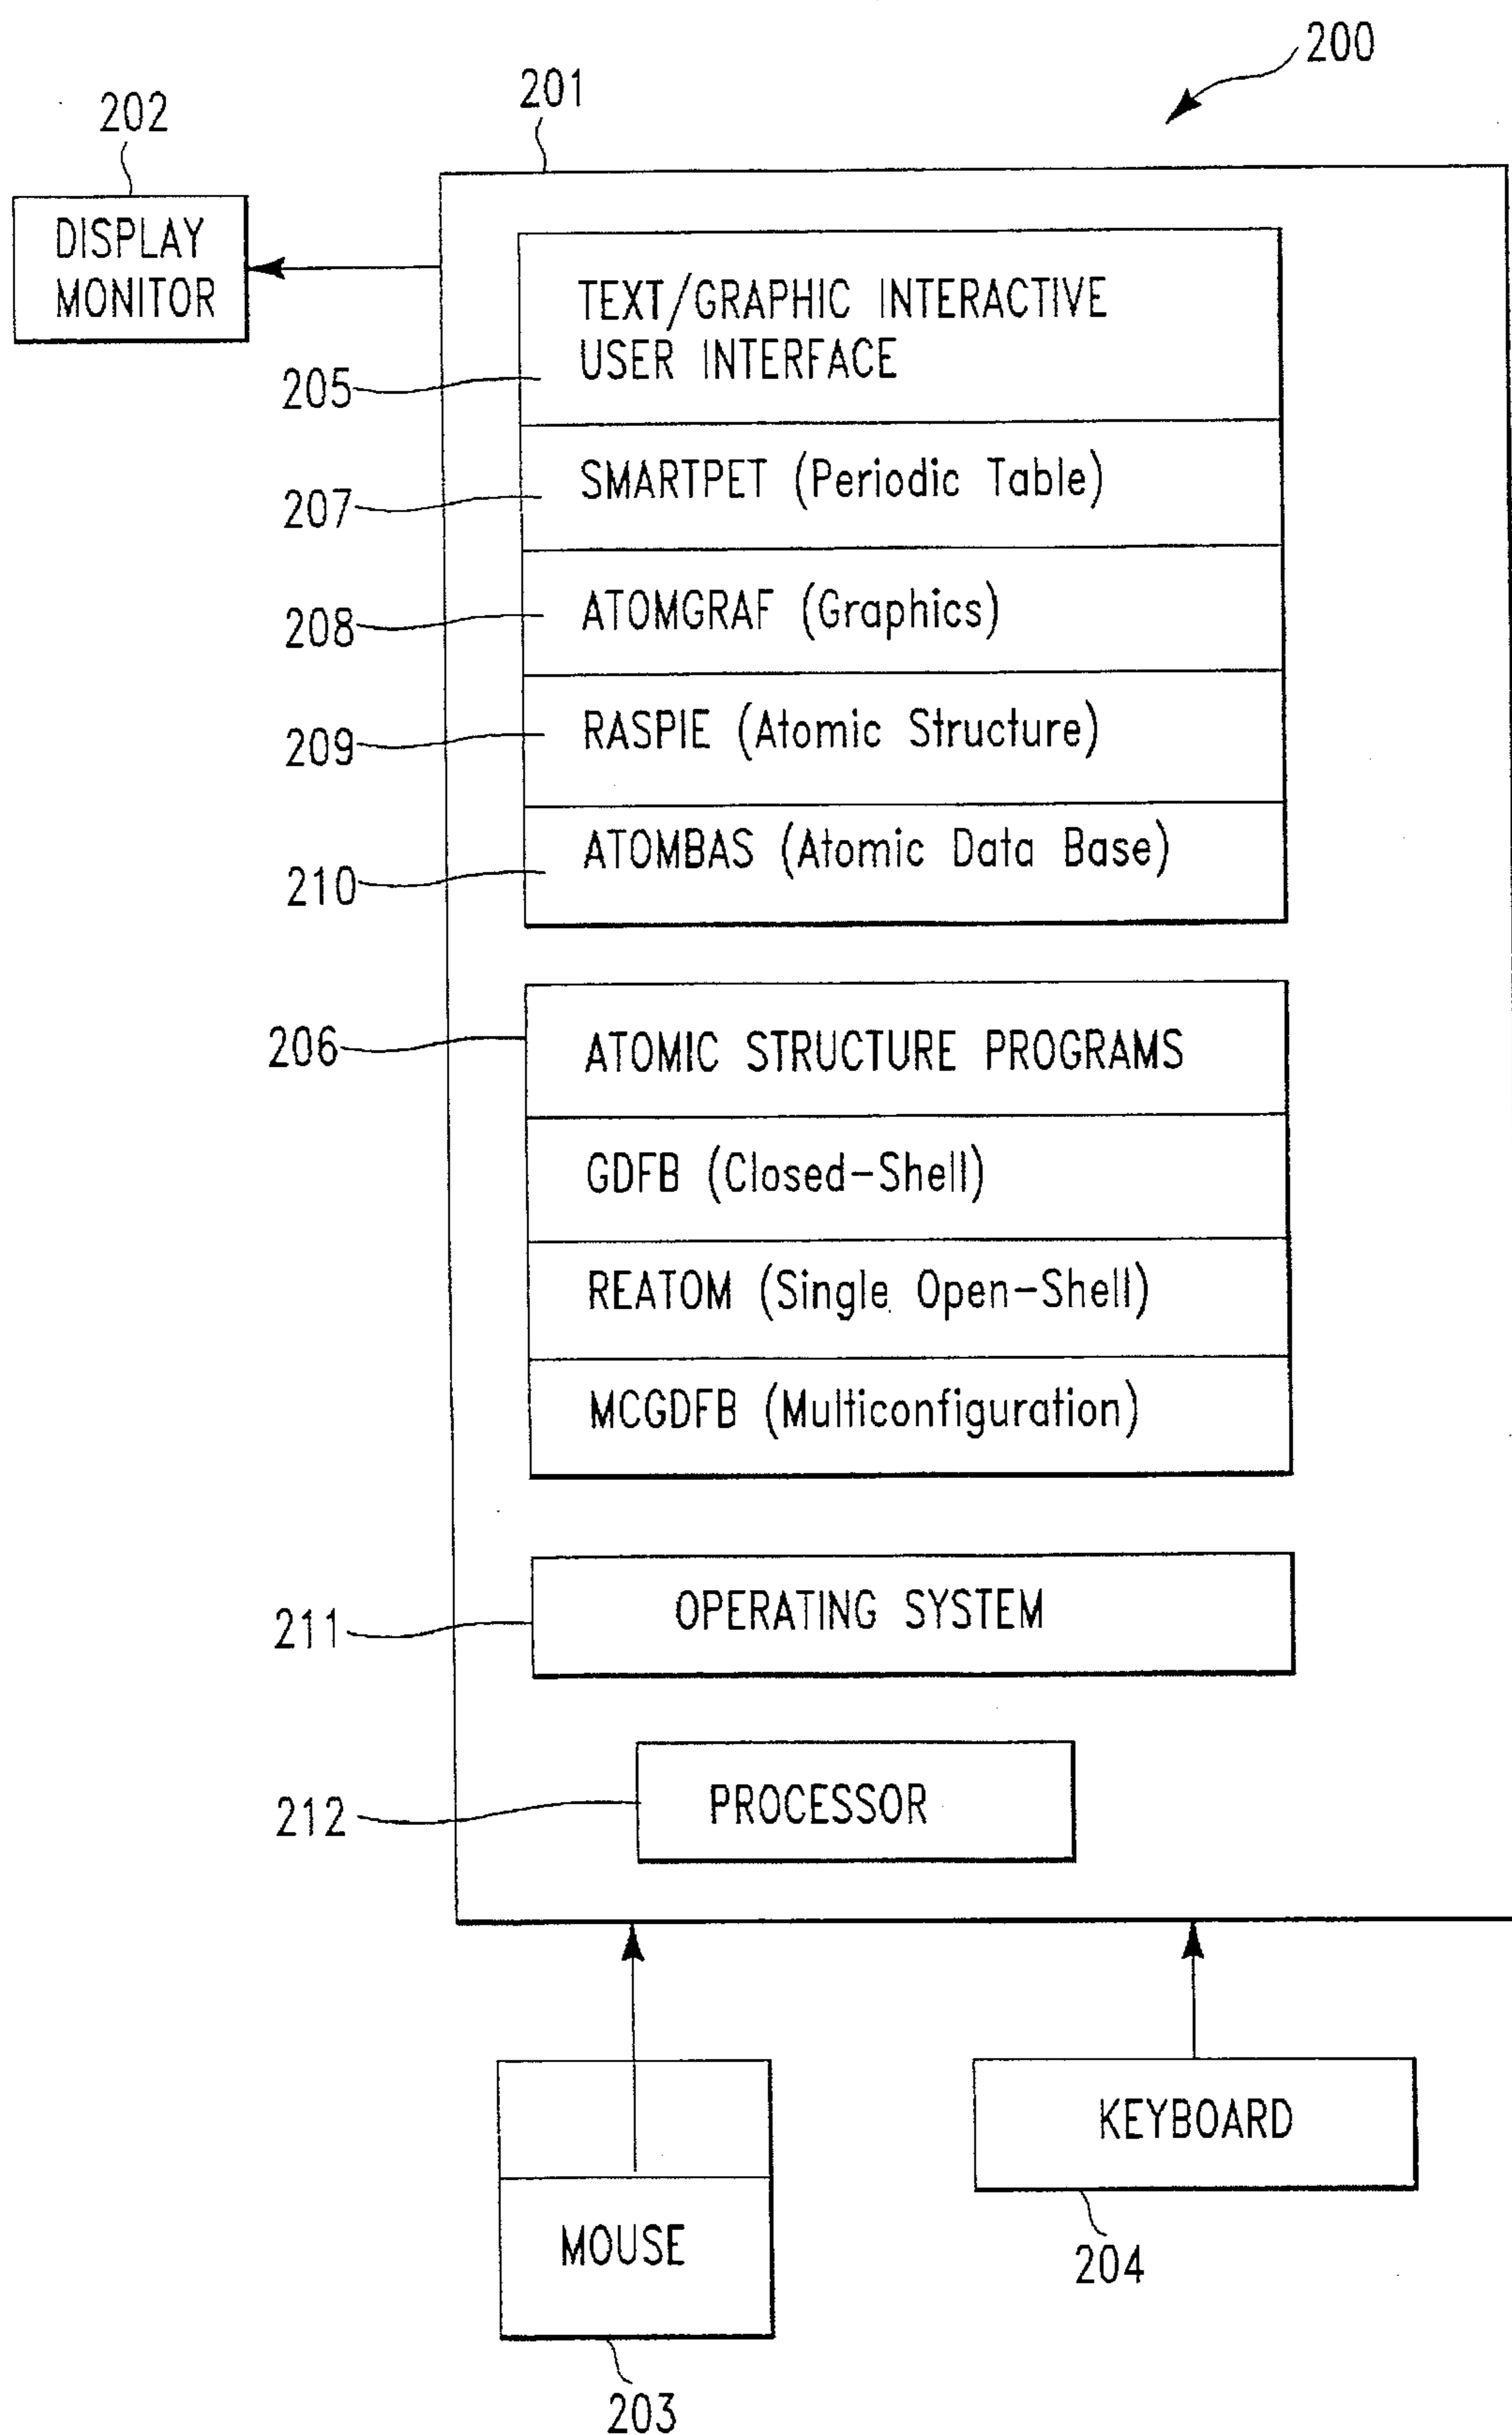 200
201
202
DISPLAY
MONITOR
TEXT/GRAPHIC INTERACTIVE
USER INTERFACE
205
SMARTPET (Periodic Table)
207
ATOMGRAF (Graphics)
208
RASPIE (Atomic Structure)
209
ATOMBAS (Atomic Data Base)
210
206
ATOMIC STRUCTURE PROGRAMS
GDFB (Closed-Shell)
REATOM (Single Open-Shell)
MCGDFB (Multiconfiguration)
OPERATING SYSTEM
211
PROCESSOR
212
KEYBOARD
MOUSE
204
203